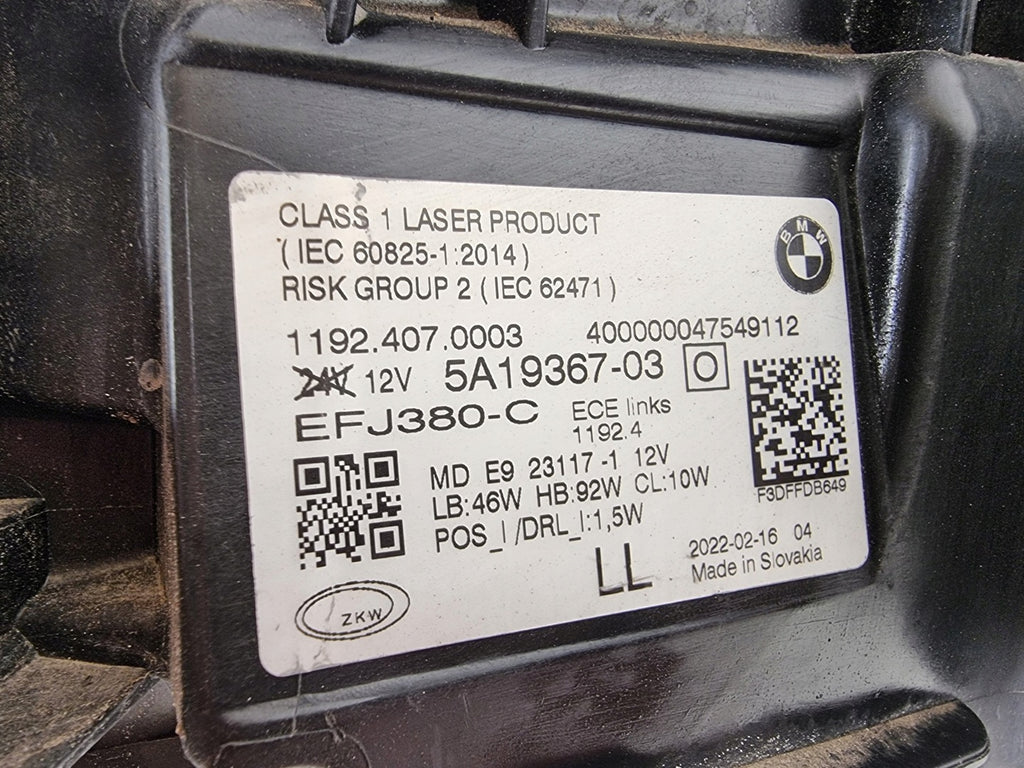 CLASS 1 LASER PRODUCT
( IEC 60825-1:2014 )
RISK GROUP 2 ( IEC 62471 )
BMW
1192.407.0003 400000047549112
24V 12V 5A19367-03 O
EFJ380-C ECE links
1192.4
MD E9 23117 -1 12V
F3DFFDB649
LB:46W HB:92W CL:10W
POS_I /DRL_I:1,5W
LL 2022-02-16 04
Made in Slovakia
ZKW